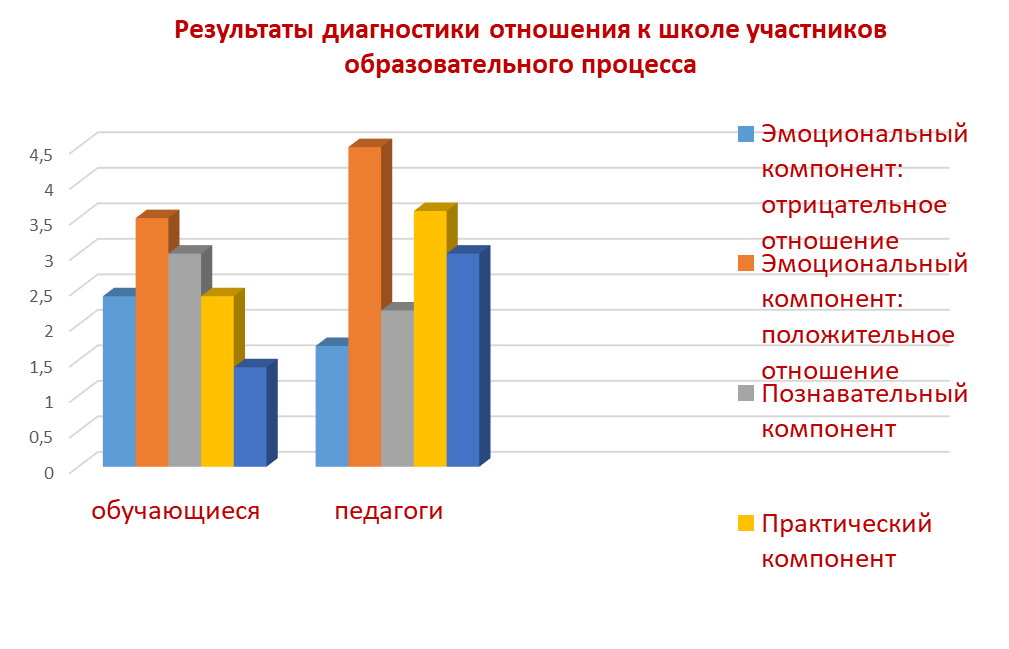 Результаты диагностики отношения к школе участников
образовательного процесса
4,5
4
3,5
3
2,5
2
1,5
1
0,5
0
обучающиеся
педагоги
Эмоциональный
компонент:
отрицательное
отношение
Эмоциональный
компонент:
положительное
отношение
Познавательный
компонент
Практический
компонент